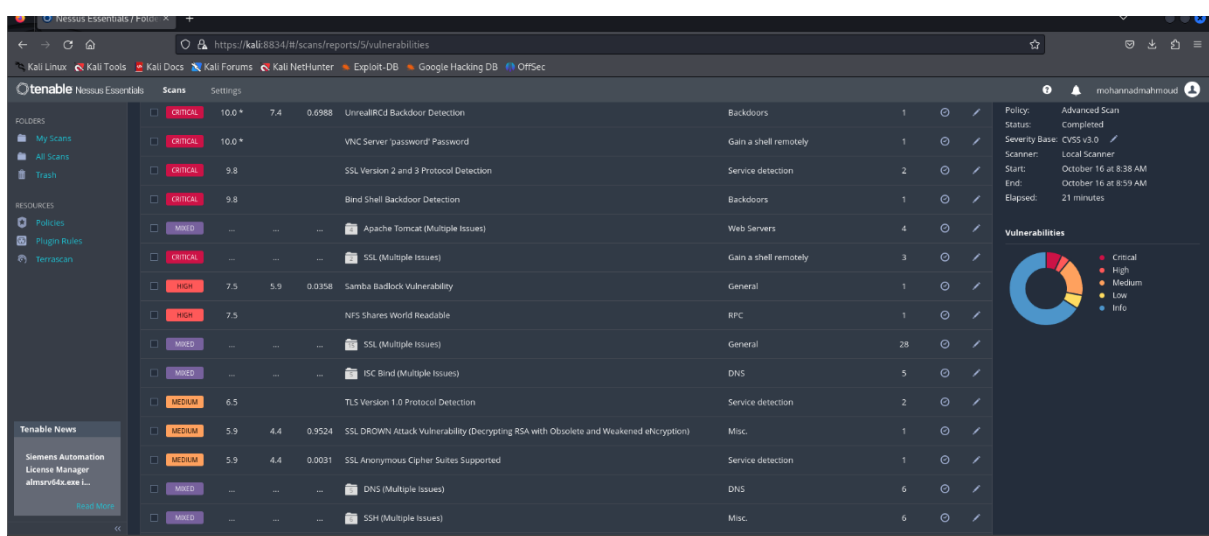 Nessus Essentials / Folde
https://kali:8834/#/scans/reports/5/vulnerabilities
Kali Linux Kali Tools Kali Docs Kali Forums Kali NetHunter Exploit-DB Google Hacking DB OffSec
tenable Nessus Essentials Scans Settings mohannadmahmoud
FOLDERS
My Scans
All Scans
Trash
RESOURCES
Policies
Plugin Rules
Terrascan
Tenable News
Siemens Automation
License Manager
almsrv64x.exe i...
Read More
CRITICAL 10.0 * 7.4 0.6988 UnrealIRCd Backdoor Detection Backdoors 1
CRITICAL 10.0 * VNC Server 'password' Password Gain a shell remotely 1
CRITICAL 9.8 SSL Version 2 and 3 Protocol Detection Service detection 2
CRITICAL 9.8 Bind Shell Backdoor Detection Backdoors 1
MIXED ... ... ... Apache Tomcat (Multiple Issues) Web Servers 4
CRITICAL ... ... ... SSL (Multiple Issues) Gain a shell remotely 3
HIGH 7.5 5.9 0.0358 Samba Badlock Vulnerability General 1
HIGH 7.5 NFS Shares World Readable RPC 1
MIXED ... ... ... SSL (Multiple Issues) General 28
MIXED ... ... ... ISC Bind (Multiple Issues) DNS 5
MEDIUM 6.5 TLS Version 1.0 Protocol Detection Service detection 2
MEDIUM 5.9 4.4 0.9524 SSL DROWN Attack Vulnerability (Decrypting RSA with Obsolete and Weakened eNcryption) Misc. 1
MEDIUM 5.9 4.4 0.0031 SSL Anonymous Cipher Suites Supported Service detection 1
MIXED ... ... ... DNS (Multiple Issues) DNS 6
MIXED ... ... ... SSH (Multiple Issues) Misc. 6
Policy: Advanced Scan
Status: Completed
Severity Base: CVSS v3.0
Scanner: Local Scanner
Start: October 16 at 8:38 AM
End: October 16 at 8:59 AM
Elapsed: 21 minutes
Vulnerabilities
Critical
High
Medium
Low
Info